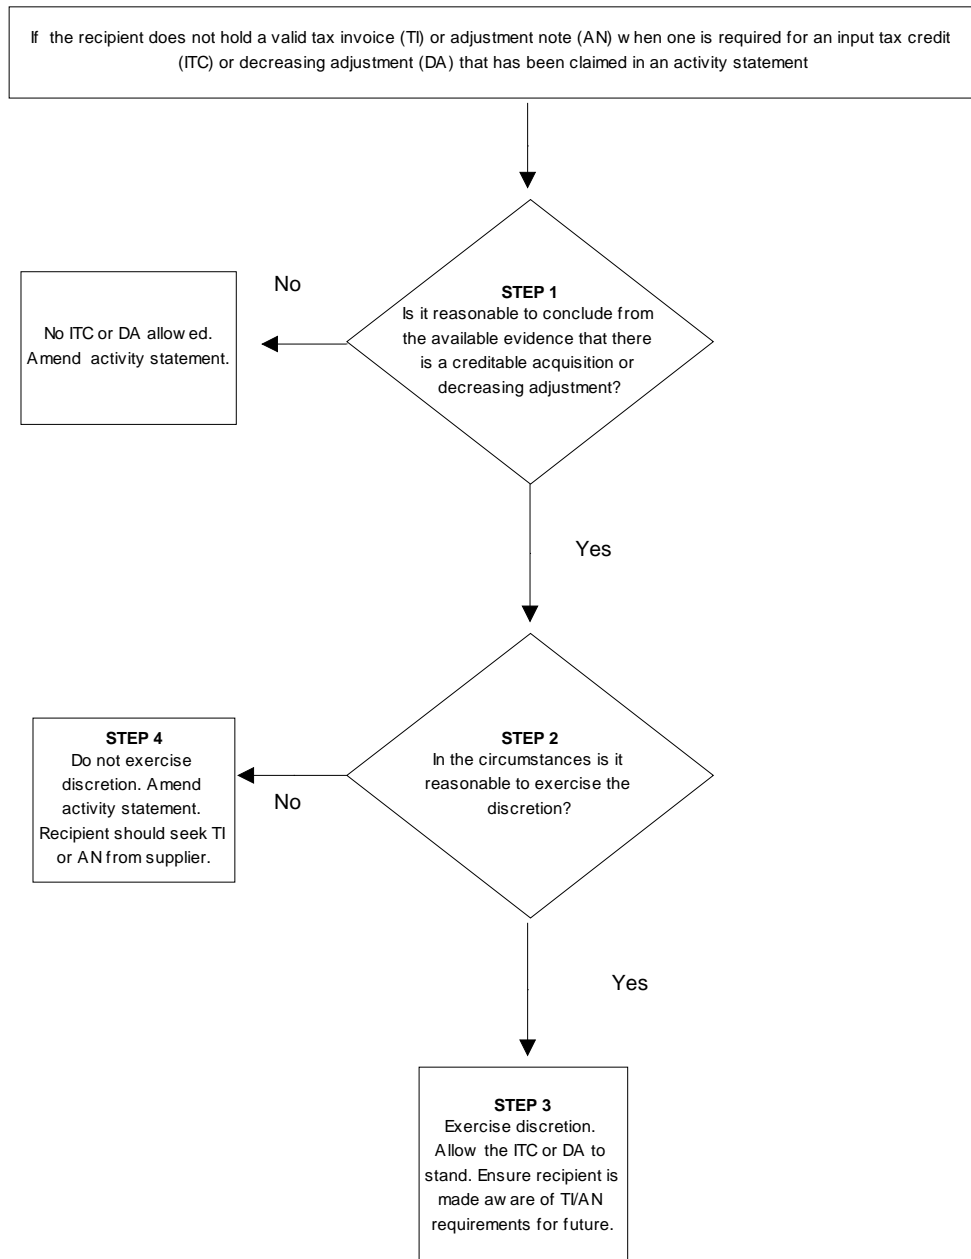 If the recipient does not hold a valid tax invoice (TI) or adjustment note (AN) when one is required for an input tax credit
(ITC) or decreasing adjustment (DA) that has been claimed in an activity statement
No
STEP 1
Is it reasonable to conclude from
the available evidence that there
is a creditable acquisition or
decreasing adjustment?
No ITC or DA allowed.
Amend activity statement.
Yes
STEP 2
In the circumstances is it
reasonable to exercise the
discretion?
No
STEP 4
Do not exercise
discretion. Amend
activity statement.
Recipient should seek TI
or AN from supplier.
Yes
STEP 3
Exercise discretion.
Allow the ITC or DA to
stand. Ensure recipient is
made aware of TI/AN
requirements for future.